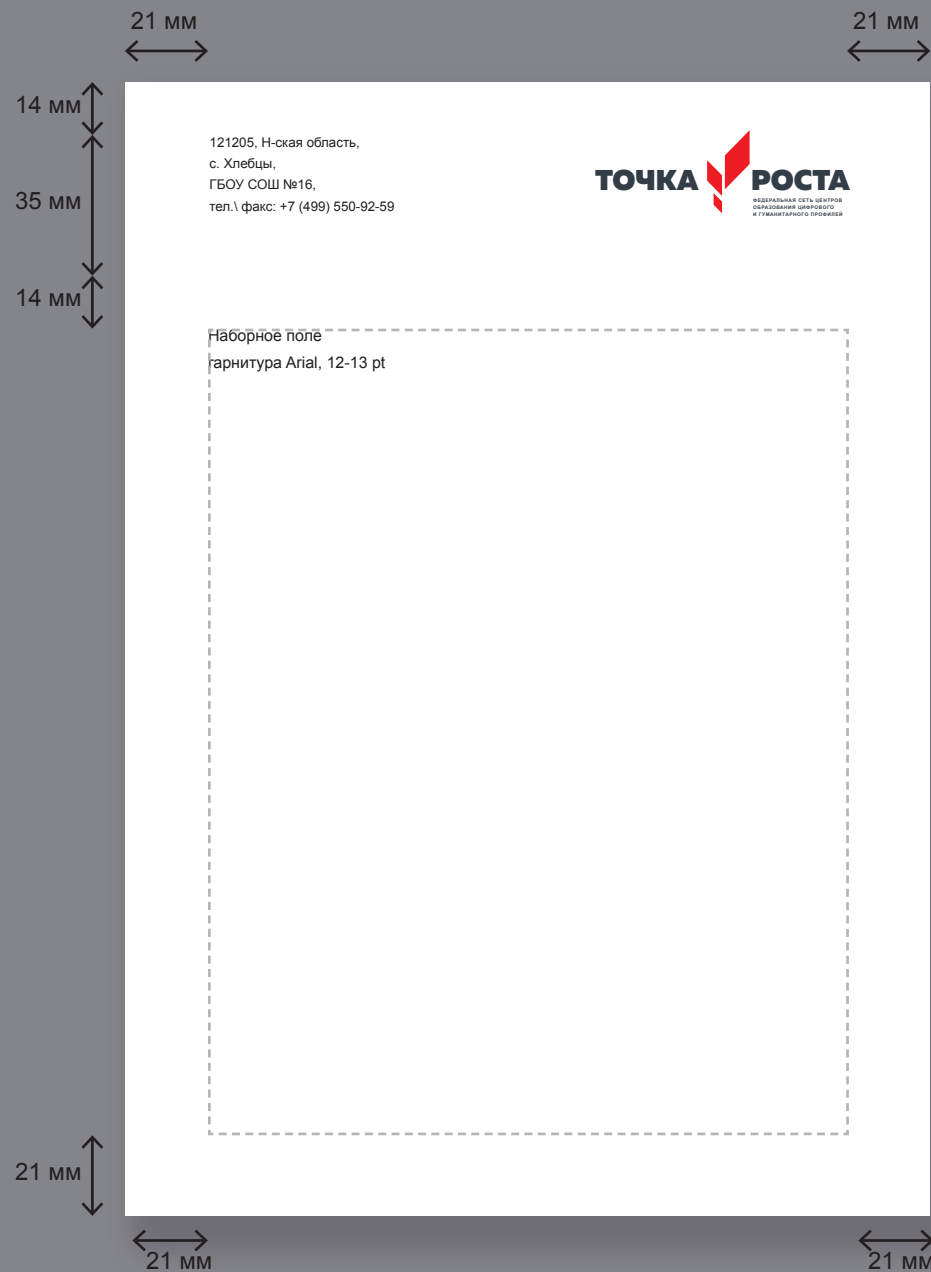 21 мм
21 мм
14 мм
35 мм
14 мм
121205, Н-ская область,
с. Хлебцы,
ГБОУ СОШ №16,
тел.\ факс: +7 (499) 550-92-59
ТОЧКА РОСТА
ФЕДЕРАЛЬНАЯ СЕТЬ ЦЕНТРОВ
ОБРАЗОВАНИЯ ЦИФРОВОГО
И ГУМАНИТАРНОГО ПРОФИЛЕЙ
Наборное поле
гарнитура Arial, 12-13 pt
21 мм
21 мм
21 мм